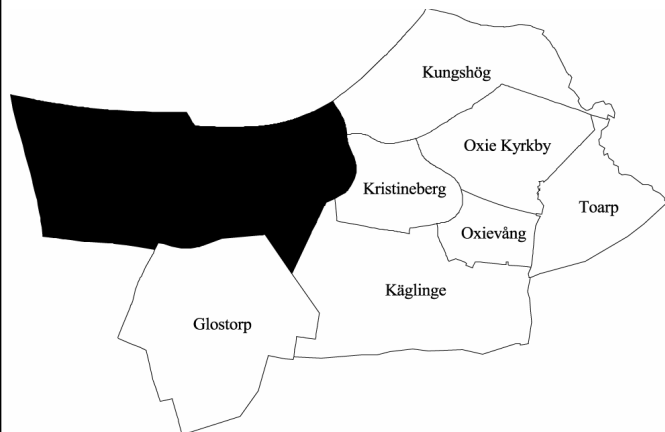 Kungshög
Oxie Kyrkby
Kristineberg
Toarp
Oxievång
Käglinge
Glostorp